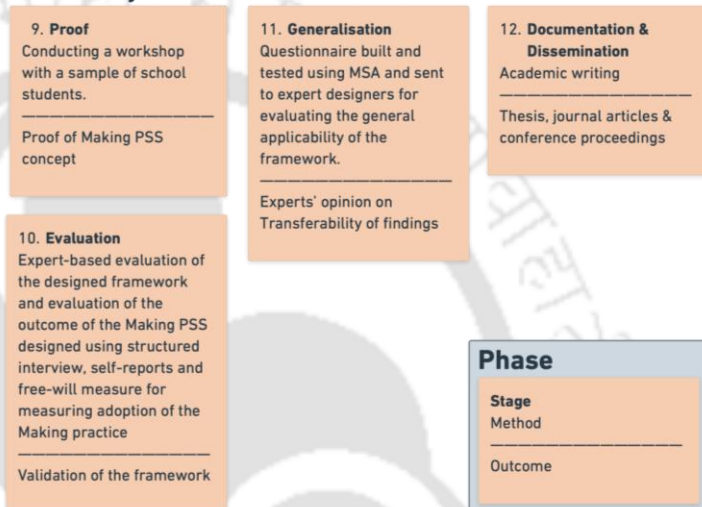 9. Proof
Conducting a workshop
with a sample of school
students.
Proof of Making PSS
concept
10. Evaluation
Expert-based evaluation of
the designed framework
and evaluation of the
outcome of the Making PSS
designed using structured
interview, self-reports and
free-will measure for
measuring adoption of the
Making practice
Validation of the framework
11. Generalisation
Questionnaire built and
tested using MSA and sent
to expert designers for
evaluating the general
applicability of the
framework.
Experts' opinion on
Transferability of findings
12. Documentation &
Dissemination
Academic writing
Thesis, journal articles &
conference proceedings
Phase
Stage
Method
Outcome